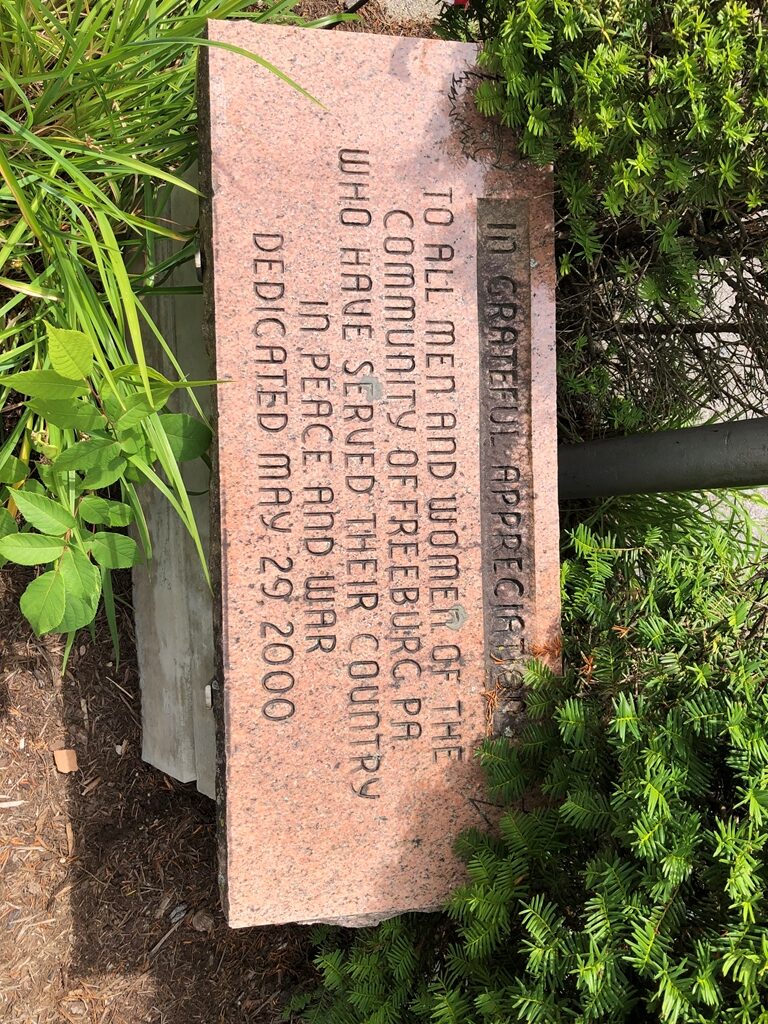 IN GRATEFUL APPRECIATION
TO ALL MEN AND WOMEN OF THE
COMMUNITY OF FREEBURG, PA
WHO HAVE SERVED THEIR COUNTRY
IN PEACE AND WAR
DEDICATED MAY 29, 2000